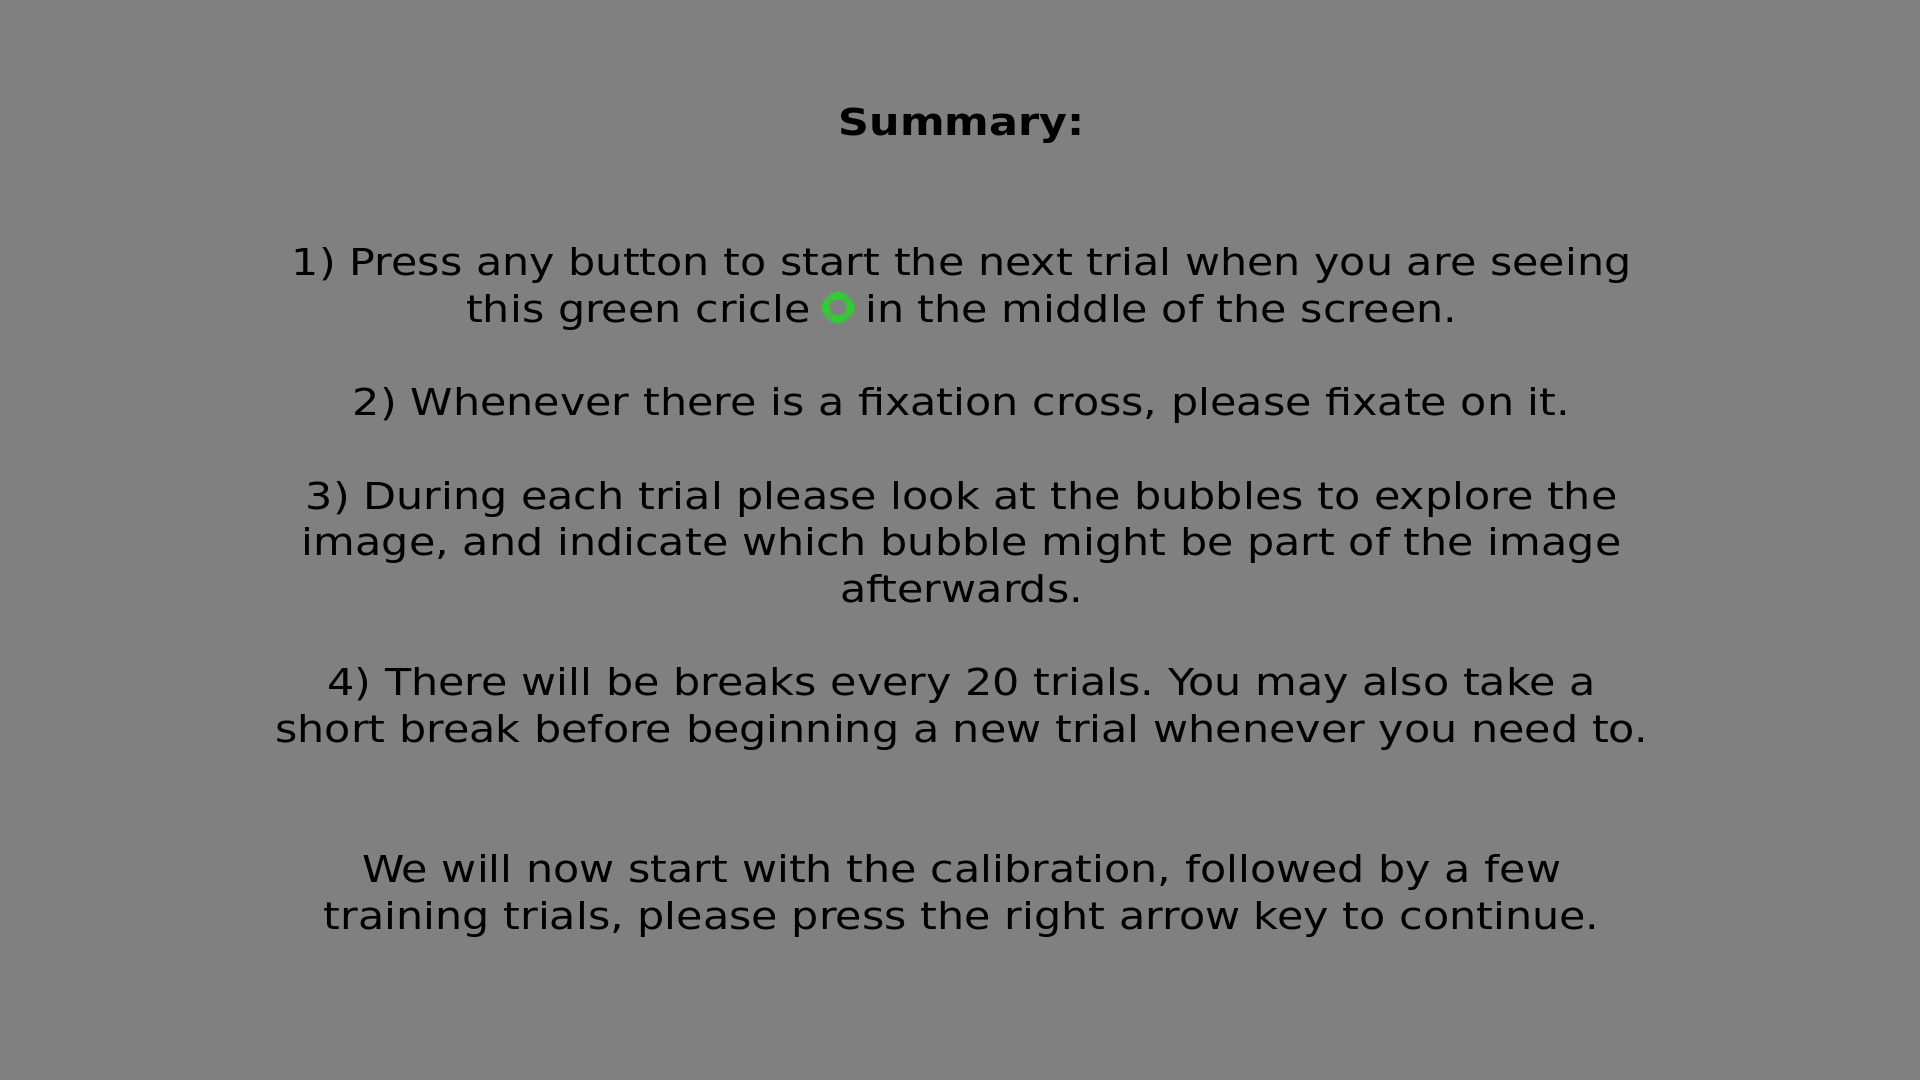 Summary:
1) Press any button to start the next trial when you are seeing
this green cricle in the middle of the screen.
2) Whenever there is a fixation cross, please fixate on it.
3) During each trial please look at the bubbles to explore the
image, and indicate which bubble might be part of the image
afterwards.
4) There will be breaks every 20 trials. You may also take a
short break before beginning a new trial whenever you need to.
We will now start with the calibration, followed by a few
training trials, please press the right arrow key to continue.